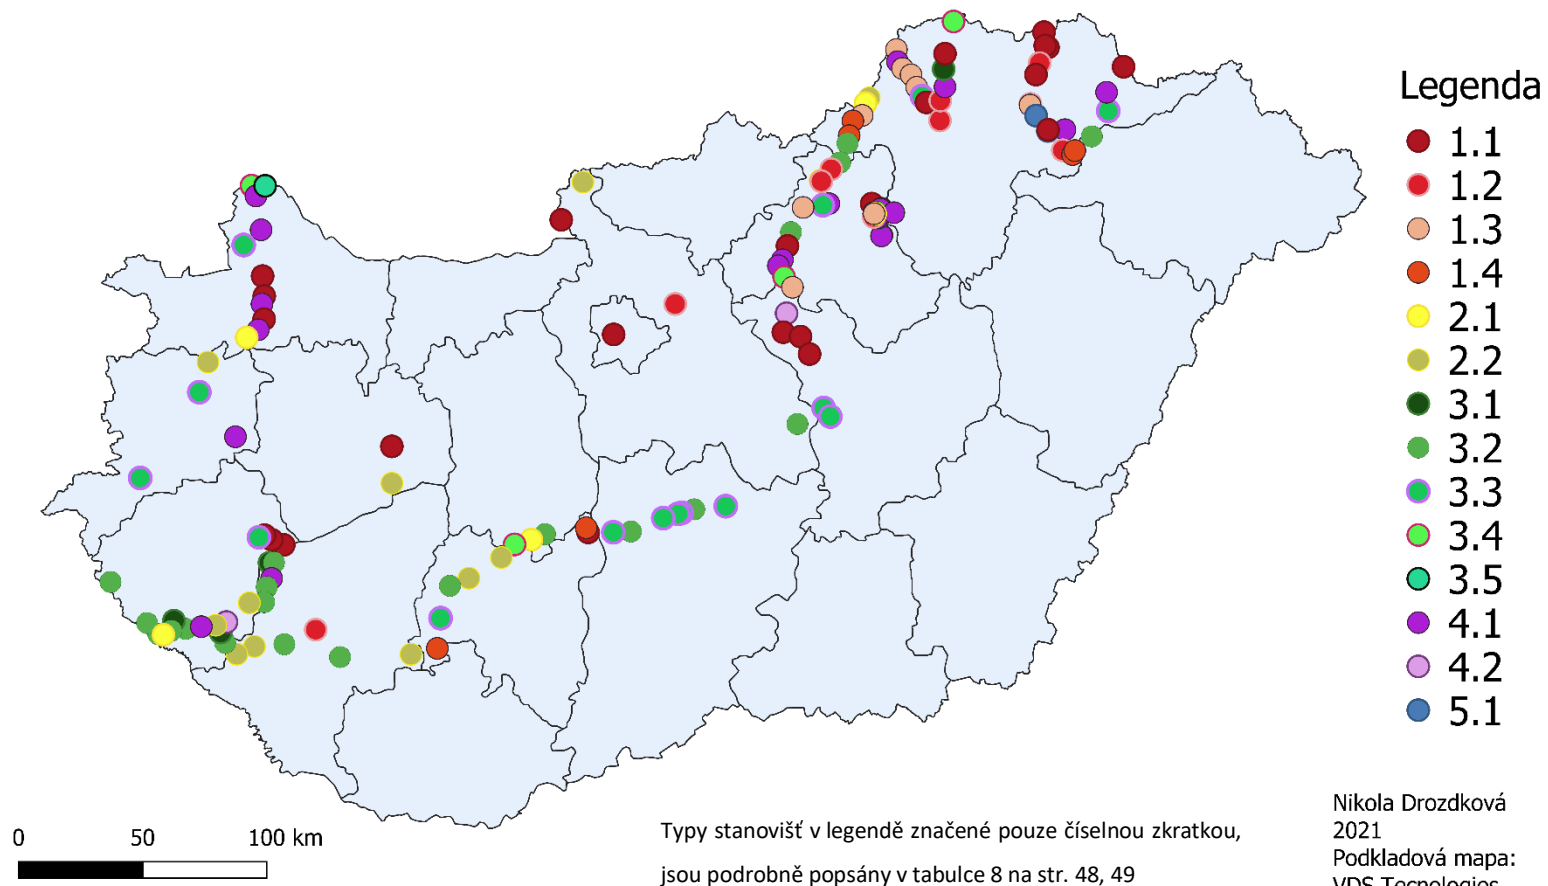 Legenda
1.1
1.2
1.3
1.4
2.1
2.2
3.1
3.2
3.3
3.4
3.5
4.1
4.2
5.1
0 50 100 km
Typy stanovišť v legendě značené pouze číselnou zkratkou,
jsou podrobně popsány v tabulce 8 na str. 48, 49
Nikola Drozdková
2021
Podkladová mapa:
VDS Tecnologies